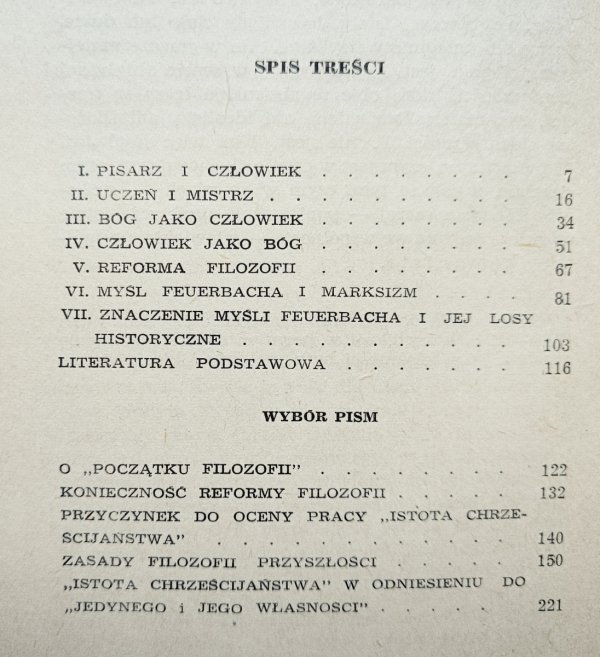 SPIS TREŚCI
I. PISARZ I CZŁOWIEK . . . . . . . . . 7
II. UCZEŃ I MISTRZ . . . . . . . . . . 16
III. BÓG JAKO CZŁOWIEK . . . . . . . . 34
IV. CZŁOWIEK JAKO BÓG . . . . . . . . 51
V. REFORMA FILOZOFII . . . . . . . . . 67
VI. MYŚL FEUERBACHA I MARKSIZM . . . . 81
VII. ZNACZENIE MYŚLI FEUERBACHA I JEJ LOSY
HISTORYCZNE . . . . . . . . . . . . 103
LITERATURA PODSTAWOWA . . . . . . . 116
WYBÓR PISM
O „POCZĄTKU FILOZOFII” . . . . . . . . 122
KONIECZNOŚĆ REFORMY FILOZOFII . . . . . 132
PRZYCZYNEK DO OCENY PRACY „ISTOTA CHRZE-
ŚCIJAŃSTWA” . . . . . . . . . . . . 140
ZASADY FILOZOFII PRZYSZŁOŚCI . . . . . 150
„ISTOTA CHRZEŚCIJAŃSTWA” W ODNIESIENIU DO
„JEDYNEGO i JEGO WŁASNOŚCI” . . . . . 221